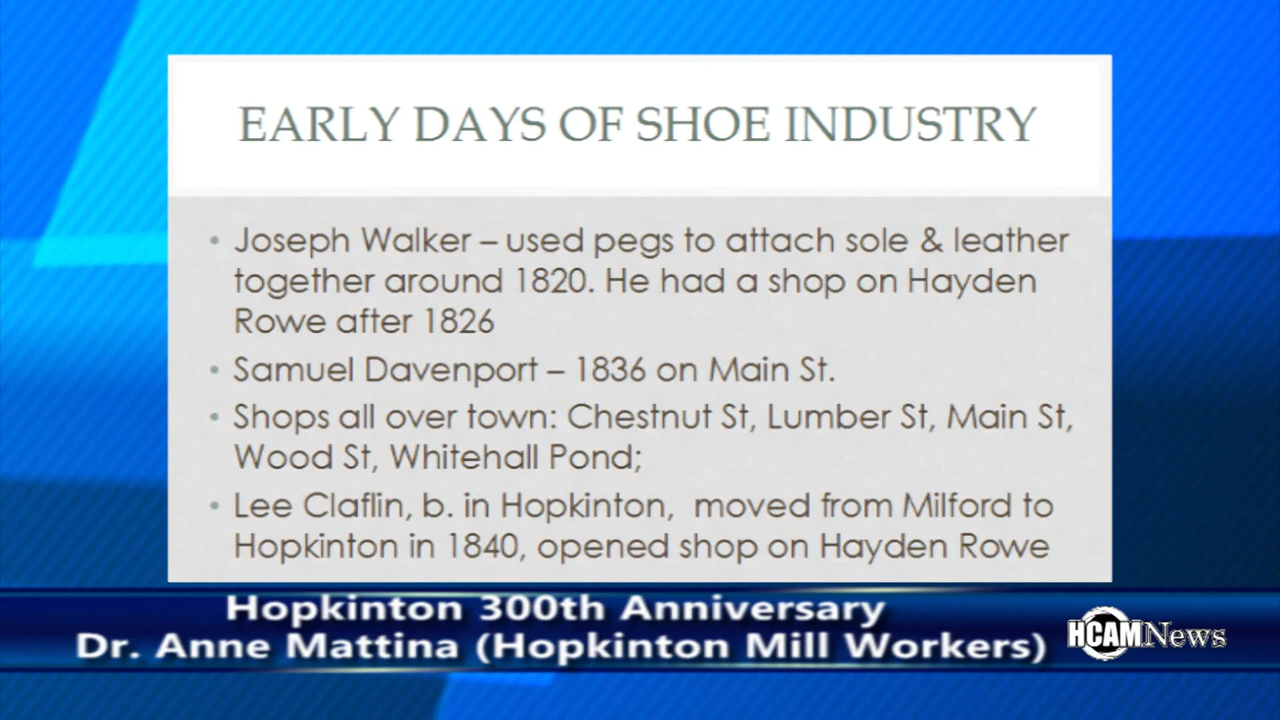 EARLY DAYS OF SHOE INDUSTRY
• Joseph Walker – used pegs to attach sole & leather
together around 1820. He had a shop on Hayden
Rowe after 1826
• Samuel Davenport – 1836 on Main St.
• Shops all over town: Chestnut St, Lumber St, Main St,
Wood St, Whitehall Pond;
• Lee Claflin, b. in Hopkinton, moved from Milford to
Hopkinton in 1840, opened shop on Hayden Rowe
Hopkinton 300th Anniversary
Dr. Anne Mattina (Hopkinton Mill Workers)
HCAM News